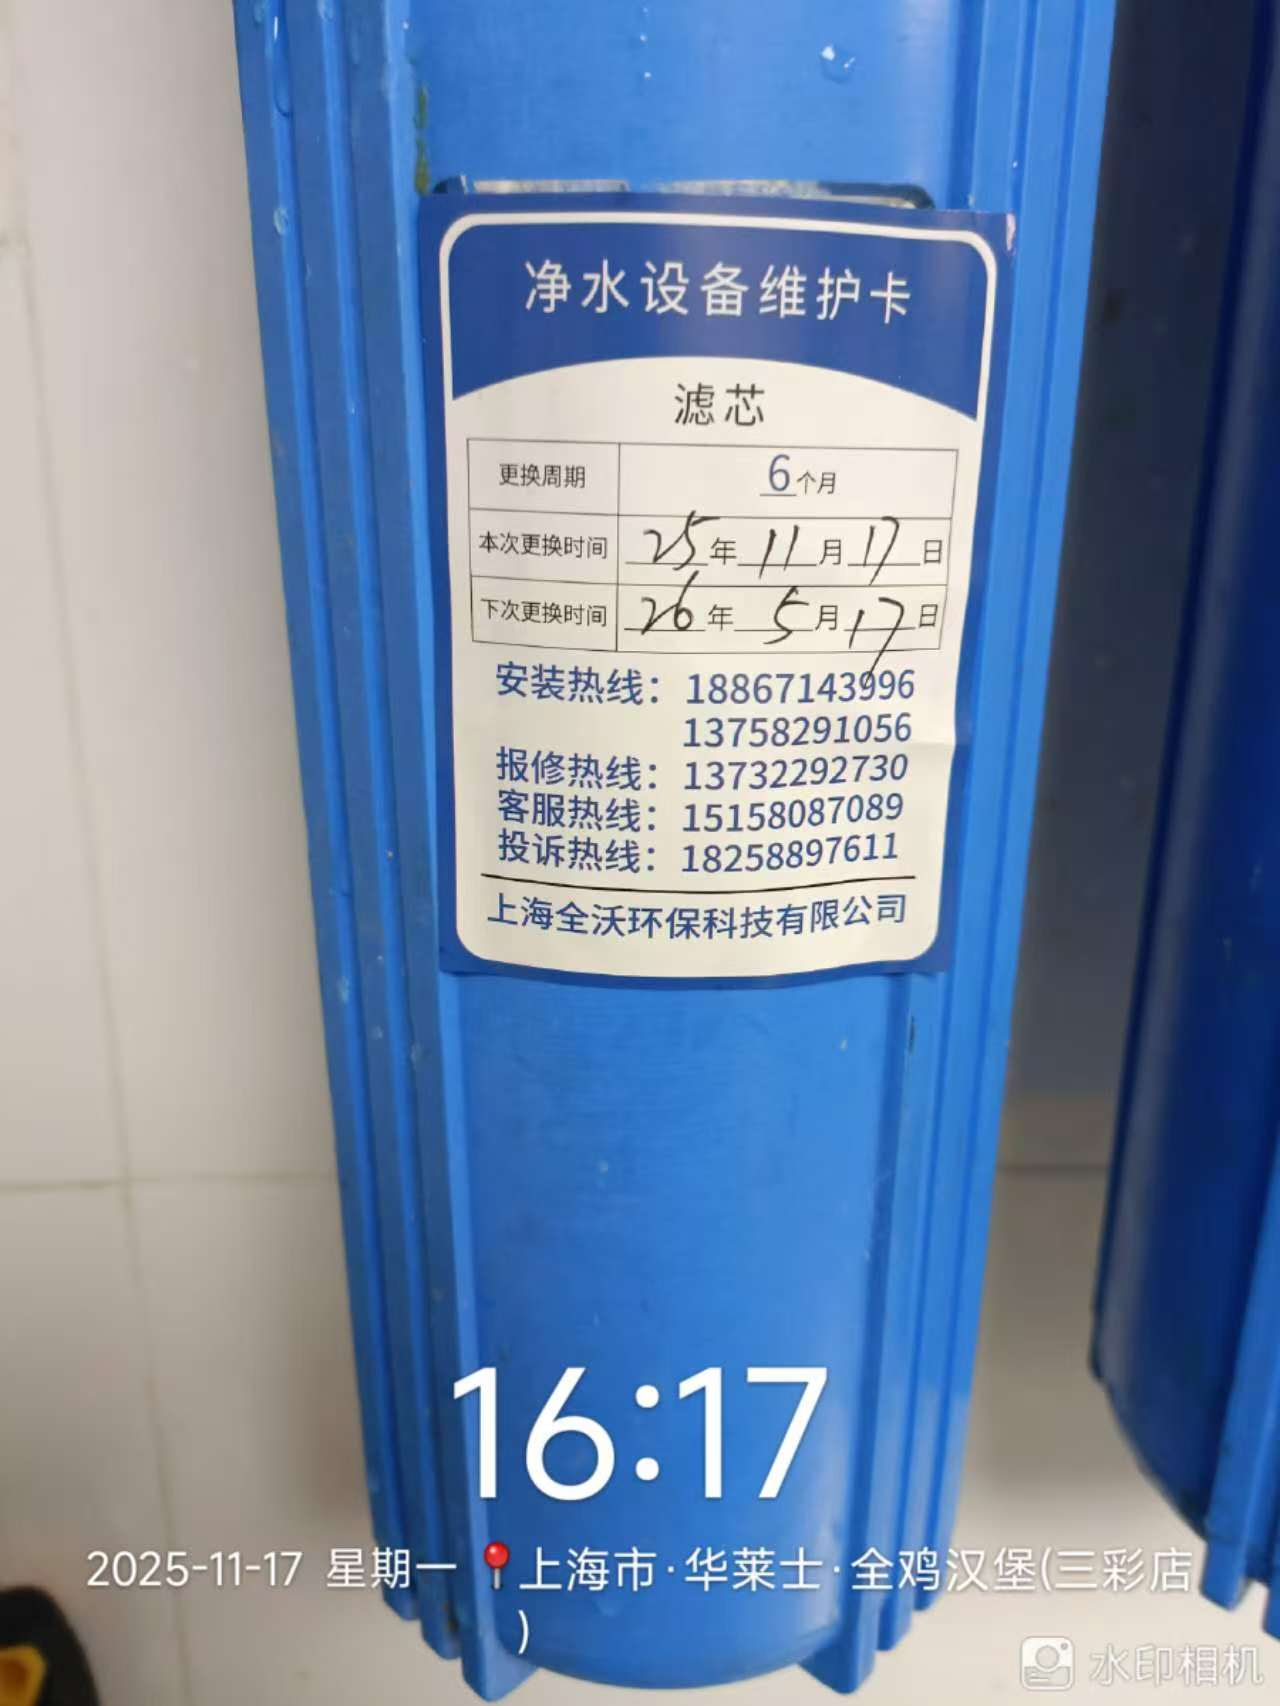 净水设备维护卡
滤芯
更换周期 6个月
本次更换时间 25年11月17日
下次更换时间 26年5月17日
安装热线：18867143996
13758291056
报修热线：13732292730
客服热线：15158087089
投诉热线：18258897611
上海全沃环保科技有限公司
16:17
2025-11-17 星期一 上海市·华莱士·全鸡汉堡(三彩店
)
水印相机